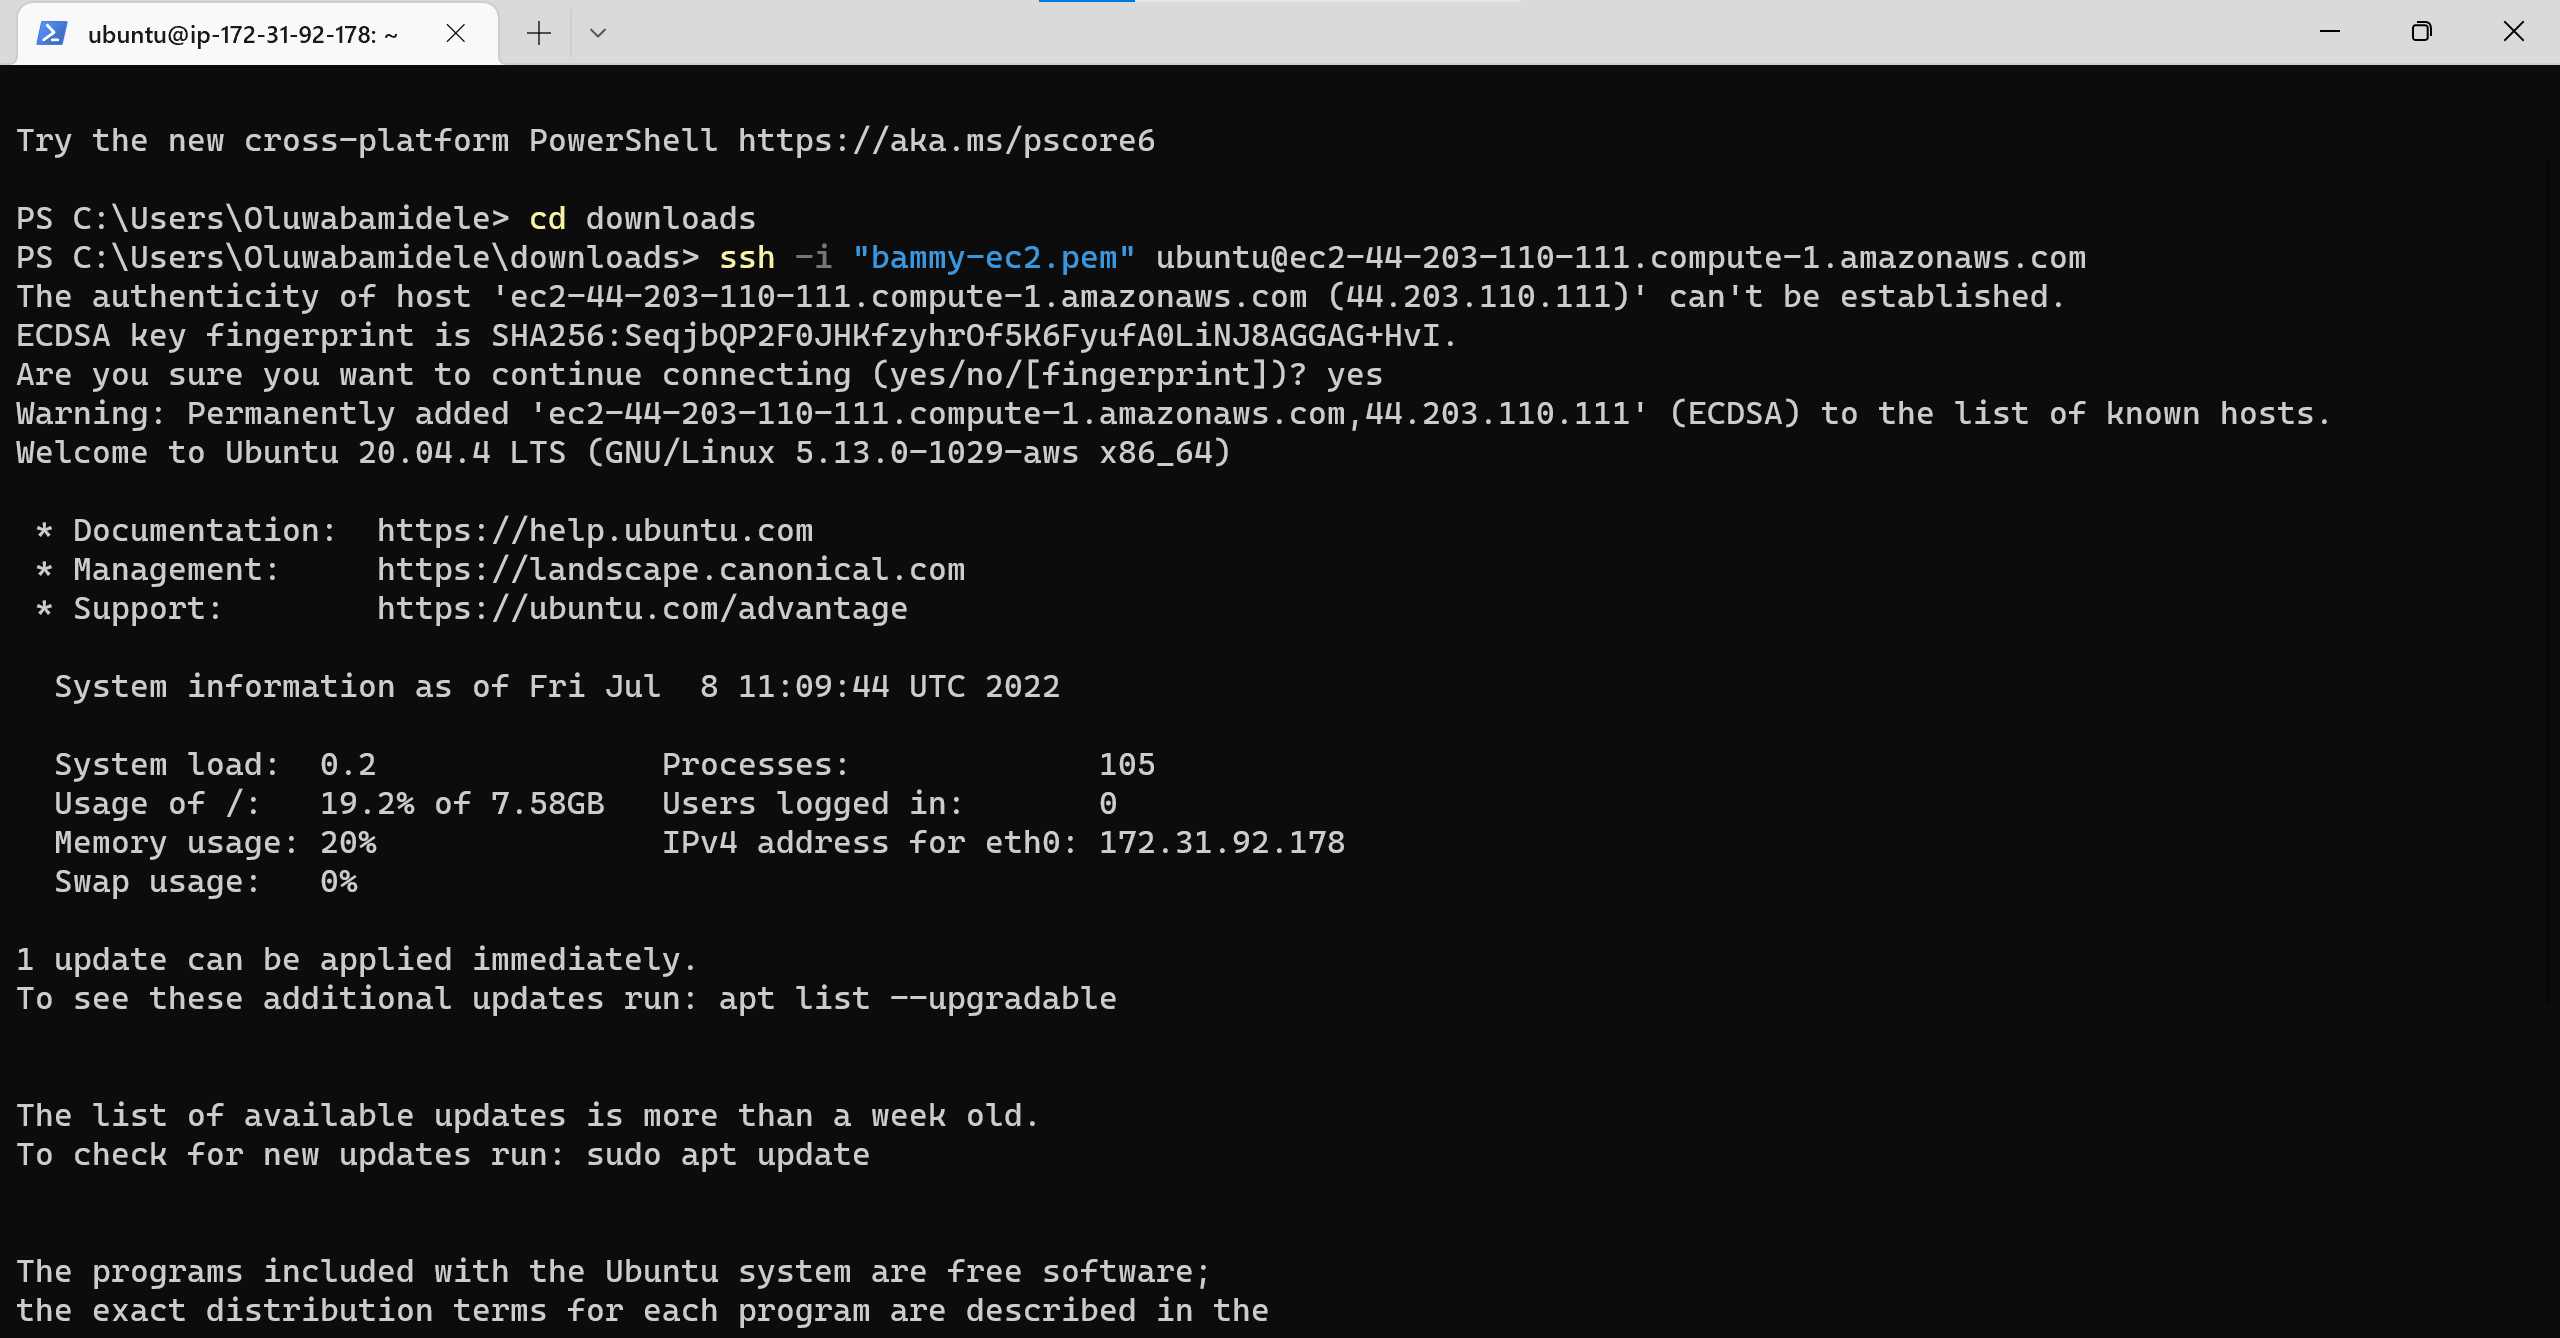 ubuntu@ip-172-31-92-178: ~
Try the new cross-platform PowerShell https://aka.ms/pscore6
PS C:\Users\Oluwabamidele> cd downloads
PS C:\Users\Oluwabamidele\downloads> ssh -i "bammy-ec2.pem" ubuntu@ec2-44-203-110-111.compute-1.amazonaws.com
The authenticity of host 'ec2-44-203-110-111.compute-1.amazonaws.com (44.203.110.111)' can't be established.
ECDSA key fingerprint is SHA256:SeqjbQP2F0JHKfzyhrOf5K6FyufA0LiNJ8AGGAG+HvI.
Are you sure you want to continue connecting (yes/no/[fingerprint])? yes
Warning: Permanently added 'ec2-44-203-110-111.compute-1.amazonaws.com,44.203.110.111' (ECDSA) to the list of known hosts.
Welcome to Ubuntu 20.04.4 LTS (GNU/Linux 5.13.0-1029-aws x86_64)
* Documentation:  https://help.ubuntu.com
* Management:     https://landscape.canonical.com
* Support:        https://ubuntu.com/advantage
System information as of Fri Jul  8 11:09:44 UTC 2022
System load:  0.2               Processes:             105
Usage of /:   19.2% of 7.58GB   Users logged in:       0
Memory usage: 20%               IPv4 address for eth0: 172.31.92.178
Swap usage:   0%
1 update can be applied immediately.
To see these additional updates run: apt list --upgradable
The list of available updates is more than a week old.
To check for new updates run: sudo apt update
The programs included with the Ubuntu system are free software;
the exact distribution terms for each program are described in the